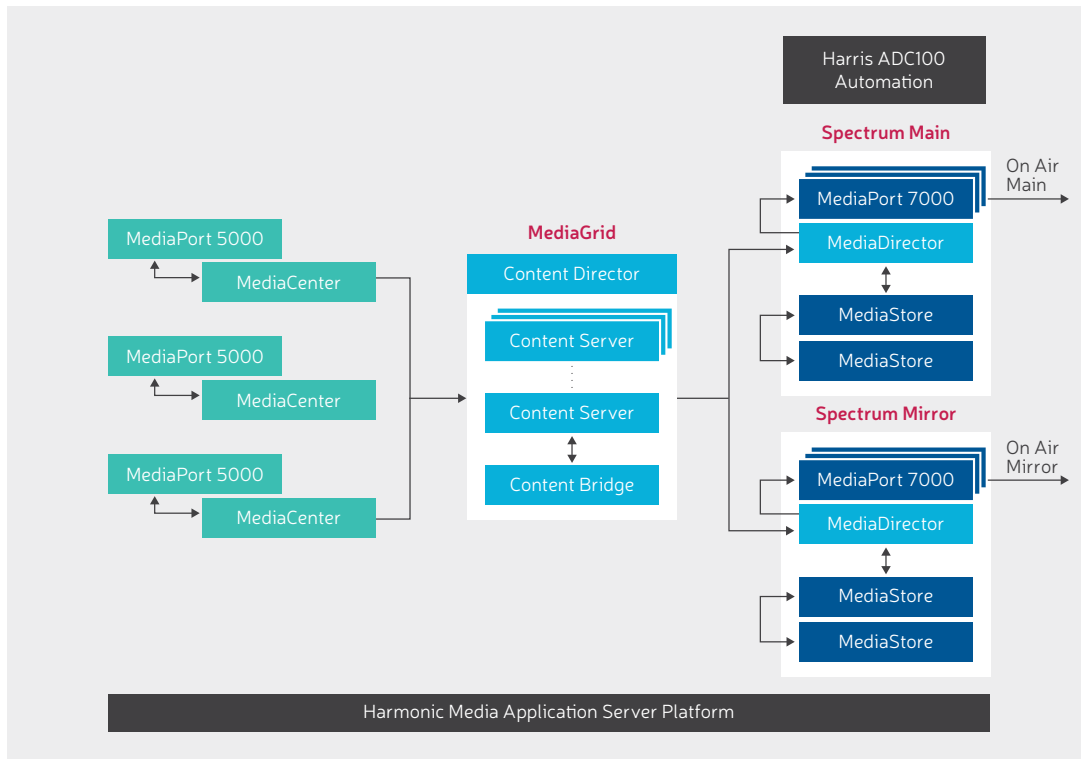 Harris ADC100
Automation
Spectrum Main
On Air
Main
MediaPort 7000
MediaDirector
MediaStore
MediaStore
MediaPort 5000
MediaCenter
MediaPort 5000
MediaCenter
MediaPort 5000
MediaCenter
MediaGrid
Content Director
Content Server
Content Server
Content Bridge
Spectrum Mirror
On Air
Mirror
MediaPort 7000
MediaDirector
MediaStore
MediaStore
Harmonic Media Application Server Platform